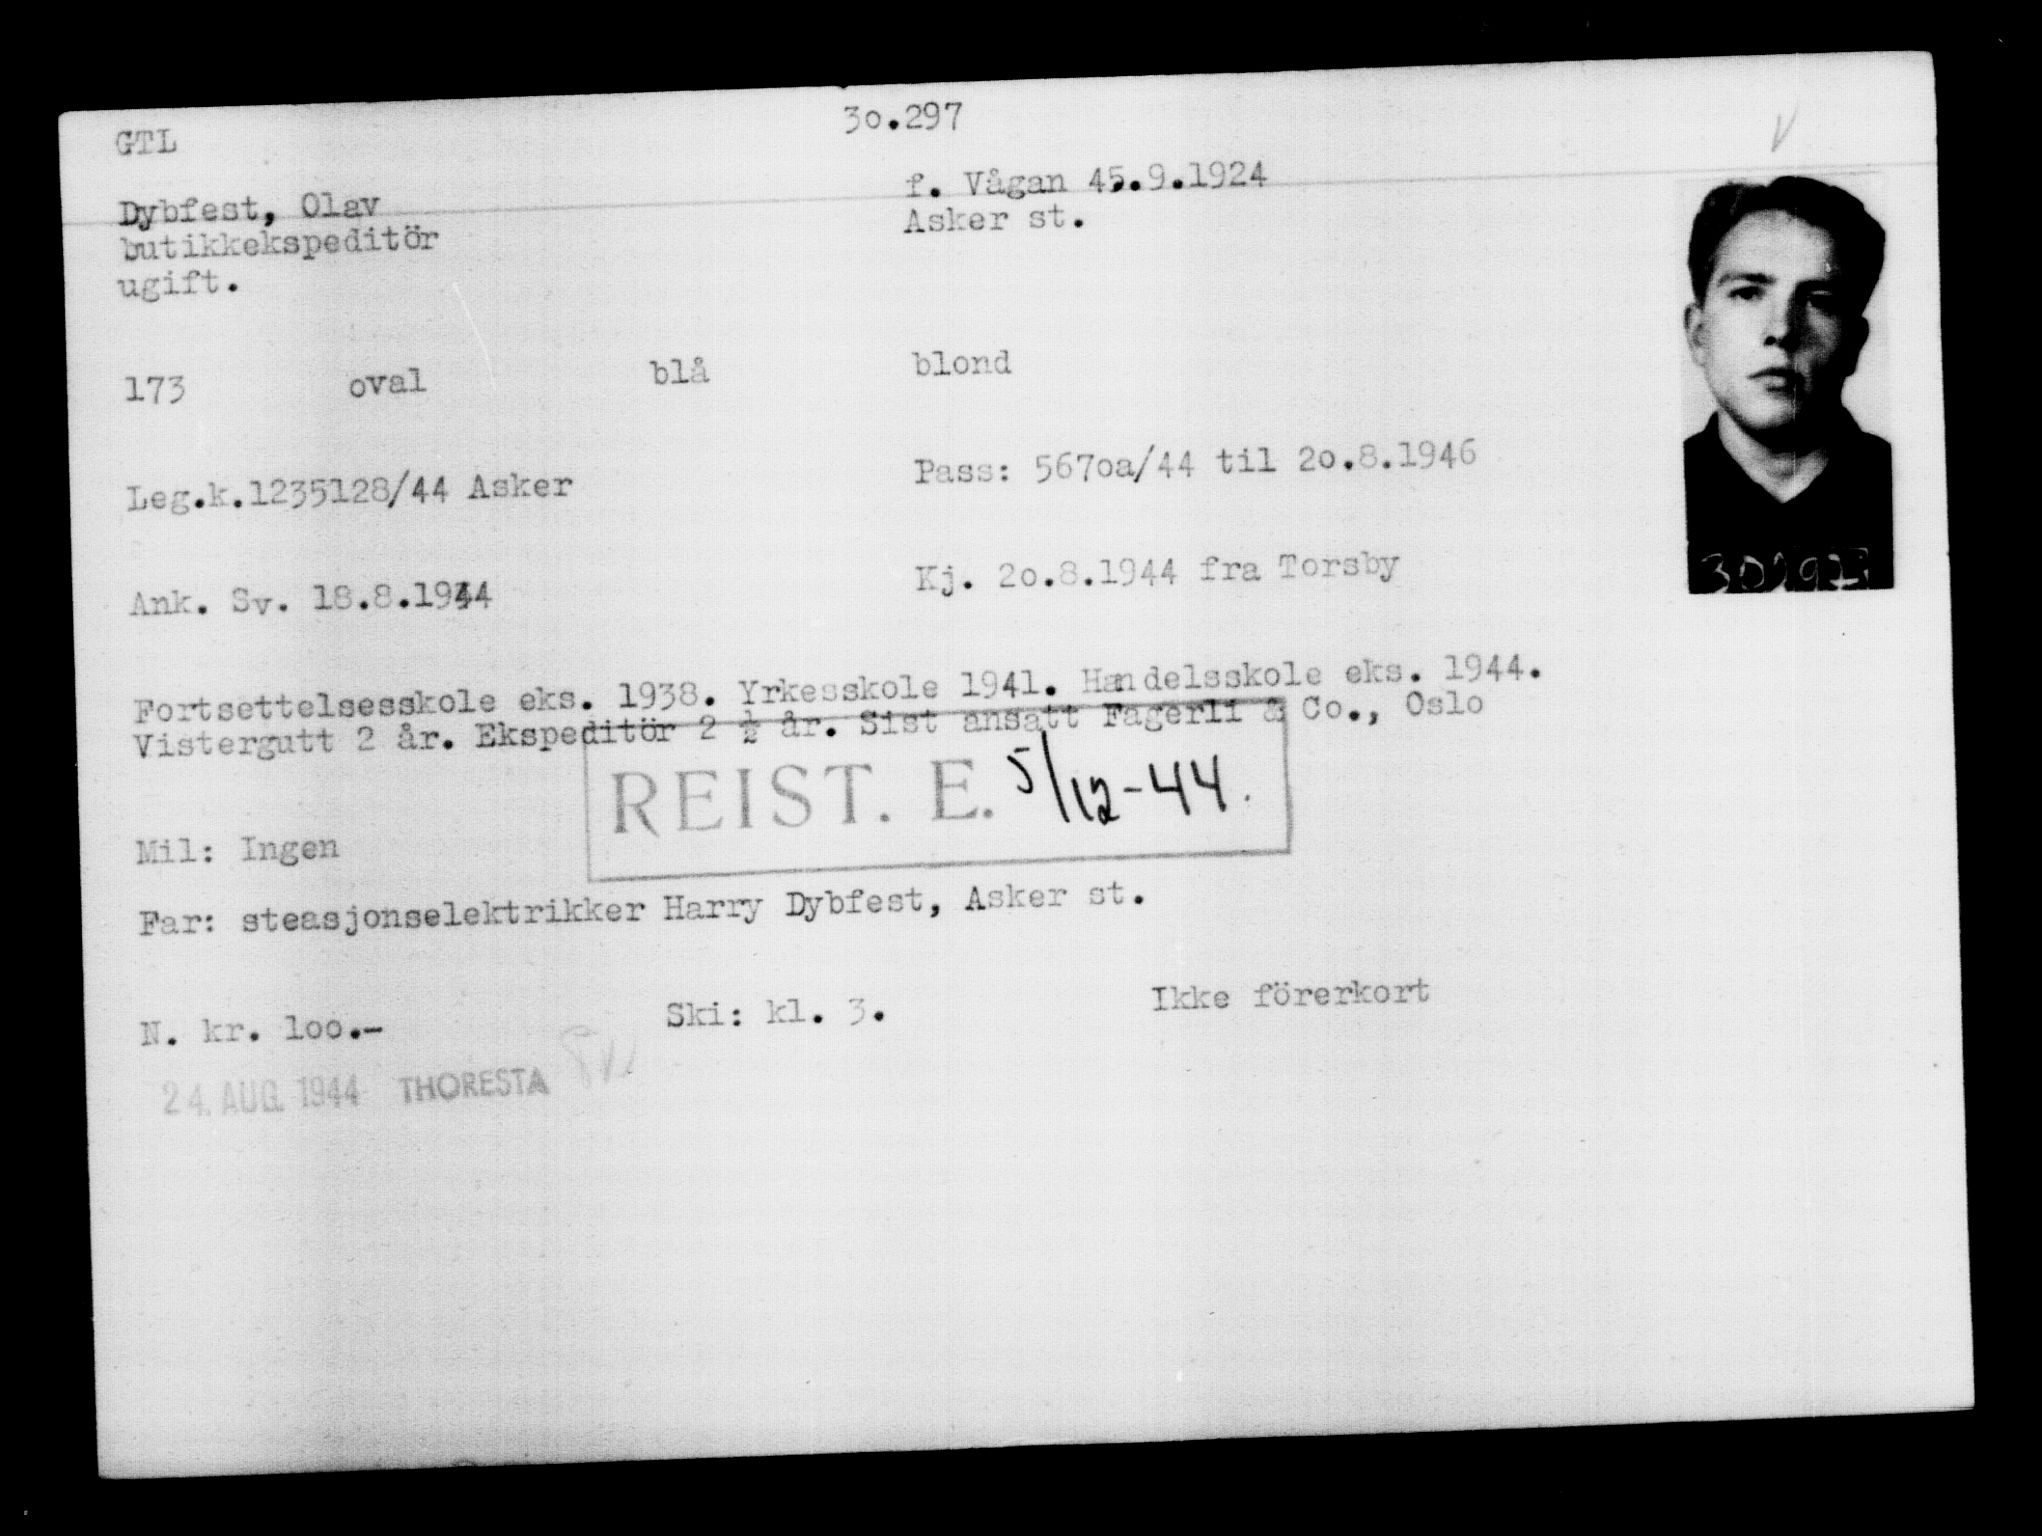 GTL
30.297
Dybfest, Olav
f. Vågan 45.9.1924
butikkekspeditör
Asker st.
ugift.
173 oval blå blond
Leg.k.1235128/44 Asker
Pass: 5670a/44 til 20.8.1946
Ank. Sv. 18.8.1944
Kj. 20.8.1944 fra Torsby
Fortsettelsesskole eks. 1938. Yrkesskole 1941. Handelsskole eks. 1944.
Vistergutt 2 år. Ekspeditör 2 ½ år. Sist ansatt Fagerli & Co., Oslo
REIST. E. 5/12-44.
Mil: Ingen
Far: steasjonselektrikker Harry Dybfest, Asker st.
N. kr. 100.-
Ski: kl. 3.
Ikke förerkort
24. AUG. 1944 THORESTA